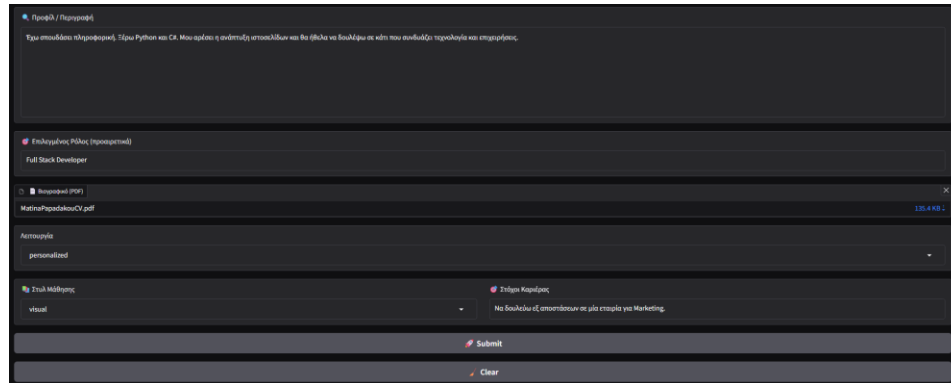 Προφίλ / Περιγραφή
Έχω σπουδάσει πληροφορική. Ξέρω Python και C#. Μου αρέσει η ανάπτυξη ιστοσελίδων και θα ήθελα να δουλέψω σε κάτι που συνδυάζει τεχνολογία και επιχειρήσεις.
Επιλεγμένος Ρόλος (προαιρετικά)
Full Stack Developer
Βιογραφικό (PDF)
MatinaPapadakouCV.pdf 135.4 KB ↓
Λειτουργία
personalized
Στυλ Μάθησης
visual
Στόχοι Καριέρας
Να δουλεύω εξ αποστάσεων σε μία εταιρία για Marketing.
Submit
Clear